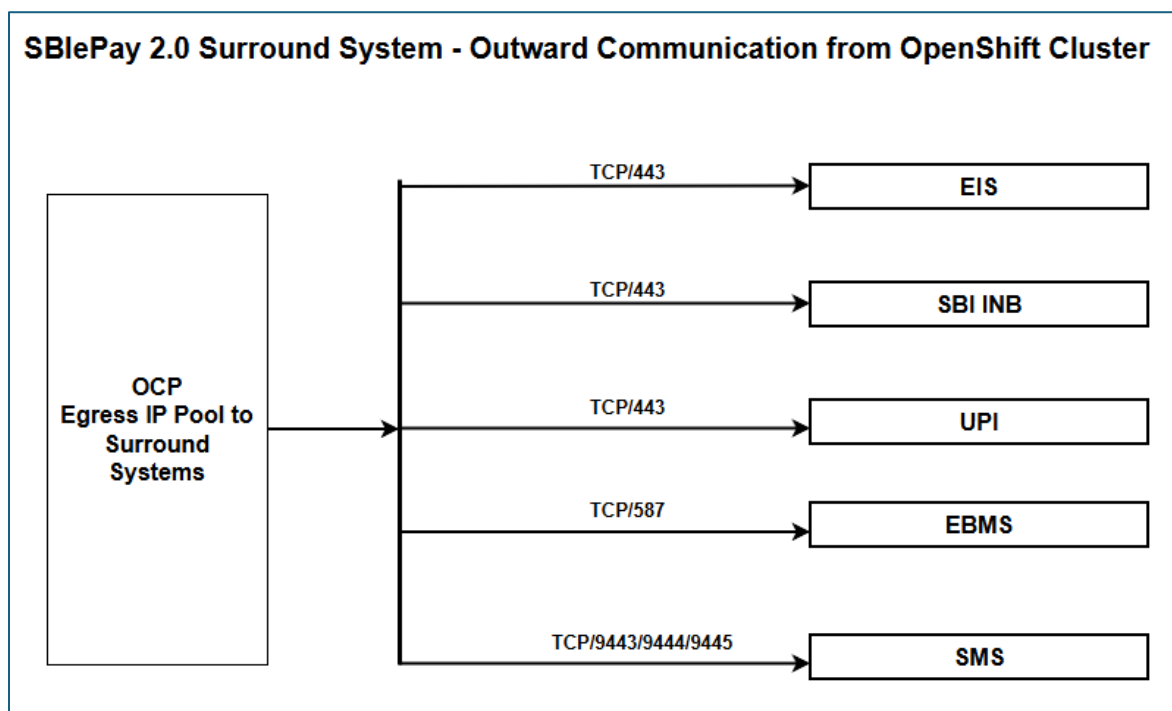 SBIePay 2.0 Surround System - Outward Communication from OpenShift Cluster
OCP
Egress IP Pool to
Surround
Systems
TCP/443
EIS
TCP/443
SBI INB
TCP/443
UPI
TCP/587
EBMS
TCP/9443/9444/9445
SMS